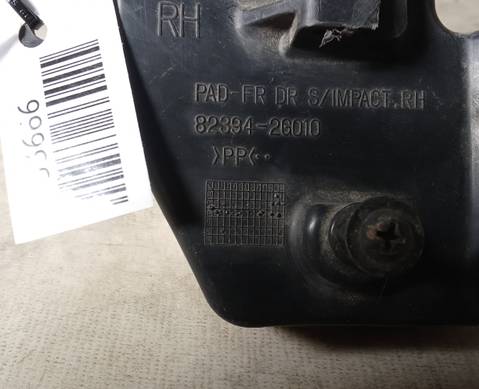 RH
PAD-FR DR S/IMPACT.RH
82394-26010
>PP<